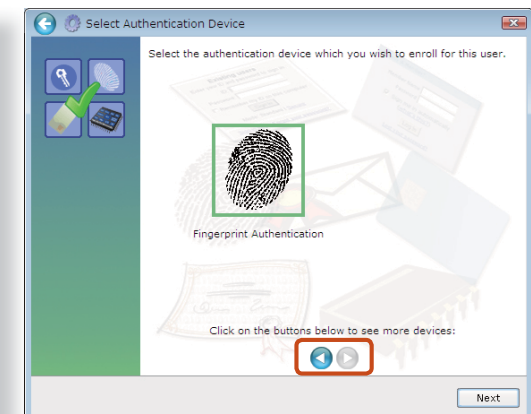 Select Authentication Device
Select the authentication device which you wish to enroll for this user.
Fingerprint Authentication
Click on the buttons below to see more devices:
Next